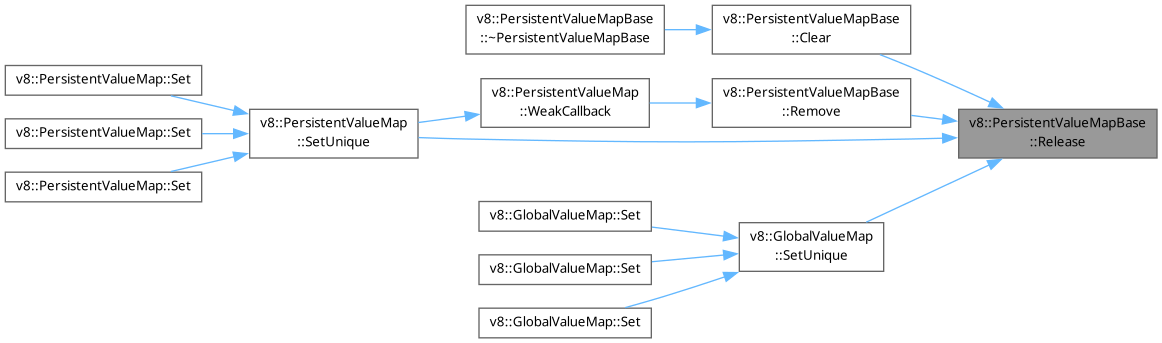 v8::PersistentValueMapBase
::~PersistentValueMapBase
v8::PersistentValueMapBase
::Clear
v8::PersistentValueMap::Set
v8::PersistentValueMap
::WeakCallback
v8::PersistentValueMapBase
::Remove
v8::PersistentValueMap::Set
v8::PersistentValueMap
::SetUnique
v8::PersistentValueMapBase
::Release
v8::PersistentValueMap::Set
v8::GlobalValueMap::Set
v8::GlobalValueMap
::SetUnique
v8::GlobalValueMap::Set
v8::GlobalValueMap::Set